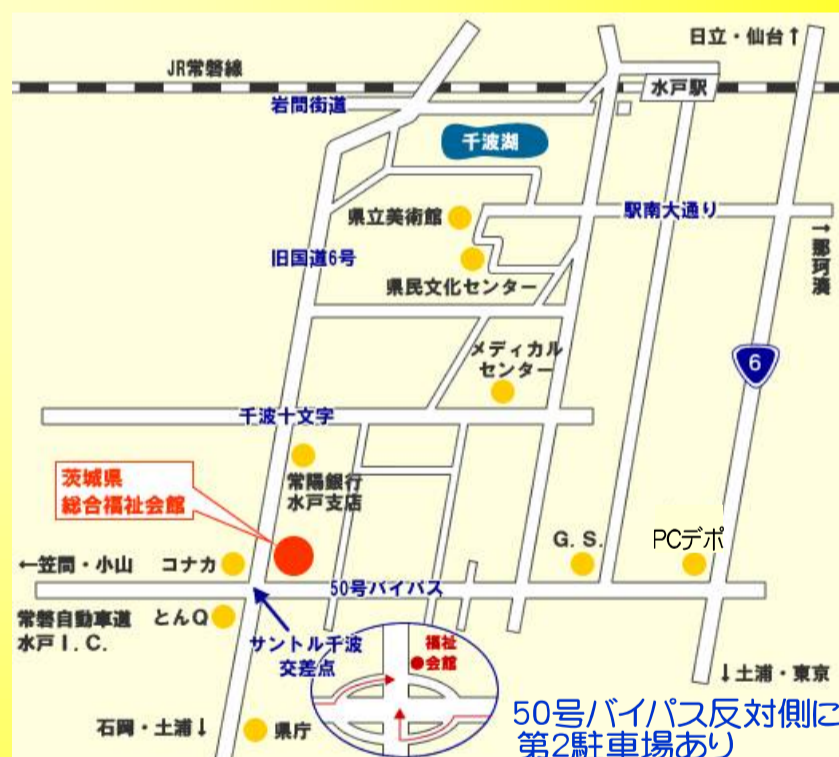 日立・仙台↑
JR常磐線
水戸駅
岩間街道
千波湖
県立美術館
駅南大通り
→那珂湊
旧国道6号
県民文化センター
メディカル
センター
6
千波十文字
茨城県
総合福祉会館
常陽銀行
水戸支店
←笠間・小山
コナカ
G.S.
PCデポ
50号バイパス
常磐自動車道
水戸I.C.
とんQ
サントル千波
交差点
福祉
会館
↓土浦・東京
石岡・土浦↓
県庁
50号バイパス反対側に
第2駐車場あり